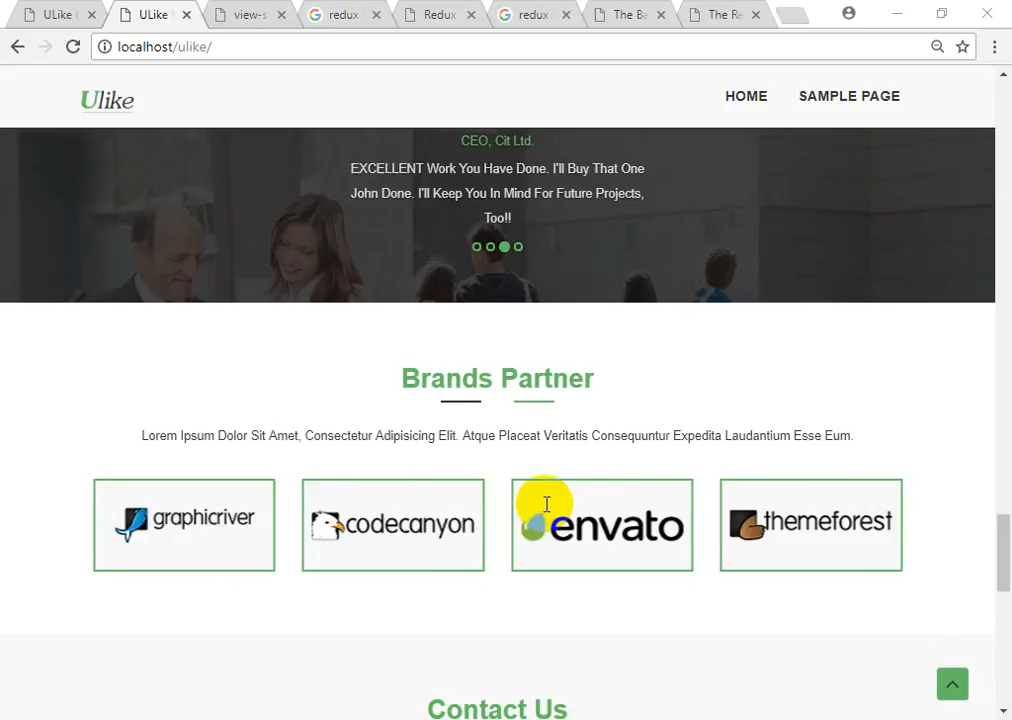 ULike
ULike
view-s
redux
Redux
redux
The Ba
The Re
localhost/ulike/
Ulike
HOME
SAMPLE PAGE
CEO, Cit Ltd.
EXCELLENT Work You Have Done. I'll Buy That One
John Done. I'll Keep You In Mind For Future Projects,
Too!!
Brands Partner
Lorem Ipsum Dolor Sit Amet, Consectetur Adipisicing Elit. Atque Placeat Veritatis Consequuntur Expedita Laudantium Esse Eum.
graphicriver
codecanyon
envato
themeforest
Contact Us